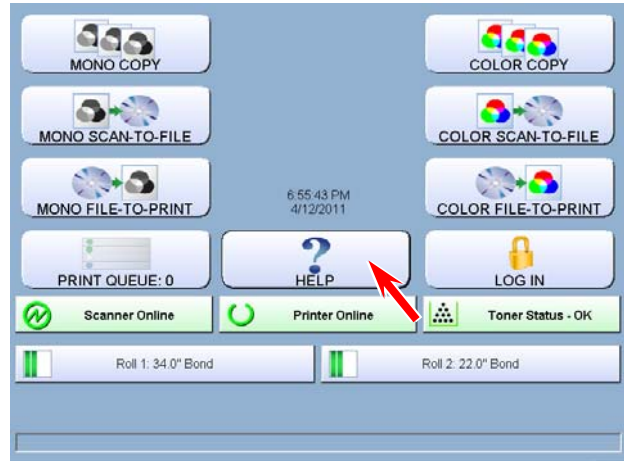 MONO COPY
COLOR COPY
MONO SCAN-TO-FILE
COLOR SCAN-TO-FILE
MONO FILE-TO-PRINT
6:55:43 PM
4/12/2011
COLOR FILE-TO-PRINT
PRINT QUEUE: 0
HELP
LOG IN
Scanner Online
Printer Online
Toner Status - OK
Roll 1: 34.0" Bond
Roll 2: 22.0" Bond